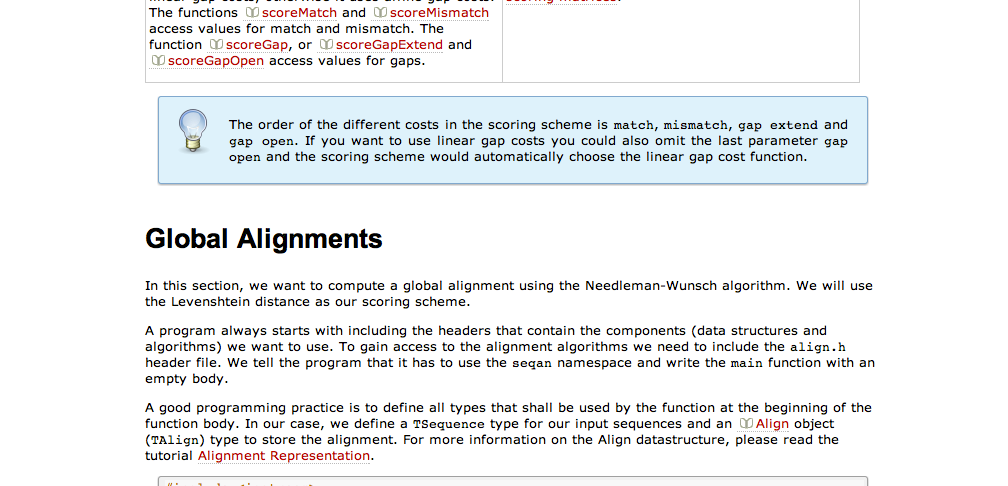 The functions scoreMatch and scoreMismatch
access values for match and mismatch. The
function scoreGap, or scoreGapExtend and
scoreGapOpen access values for gaps.
The order of the different costs in the scoring scheme is match, mismatch, gap extend and
gap open. If you want to use linear gap costs you could also omit the last parameter gap
open and the scoring scheme would automatically choose the linear gap cost function.
Global Alignments
In this section, we want to compute a global alignment using the Needleman-Wunsch algorithm. We will use
the Levenshtein distance as our scoring scheme.
A program always starts with including the headers that contain the components (data structures and
algorithms) we want to use. To gain access to the alignment algorithms we need to include the align.h
header file. We tell the program that it has to use the seqan namespace and write the main function with an
empty body.
A good programming practice is to define all types that shall be used by the function at the beginning of the
function body. In our case, we define a TSequence type for our input sequences and an Align object
(TAlign) type to store the alignment. For more information on the Align datastructure, please read the
tutorial Alignment Representation.